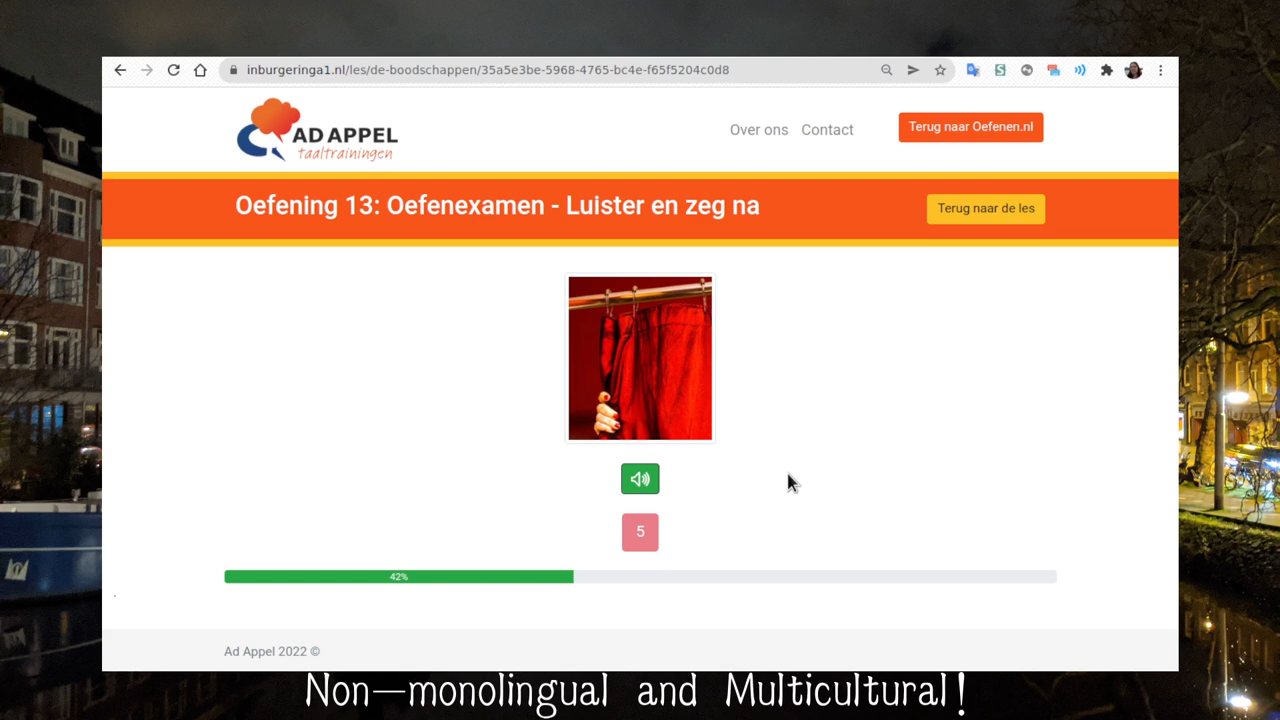 inburgeringa1.nl/les/de-boodschappen/35a5e3be-5968-4765-bc4e-f65f5204c0d8
AD APPEL
taaltrainingen
Over ons
Contact
Terug naar Oefenen.nl
Oefening 13: Oefenexamen - Luister en zeg na
Terug naar de les
5
42%
Ad Appel 2022 ©
Non-monolingual and Multicultural!